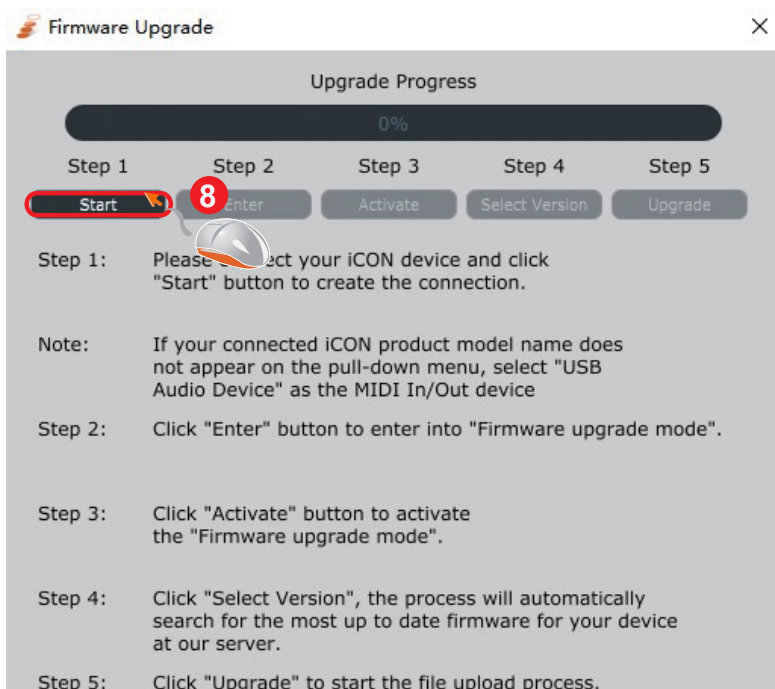 Firmware Upgrade
Upgrade Progress
0%
Step 1 Step 2 Step 3 Step 4 Step 5
Start 8 Enter Activate Select Version Upgrade
Step 1: Please ect your iCON device and click
"Start" button to create the connection.
Note: If your connected iCON product model name does
not appear on the pull-down menu, select "USB
Audio Device" as the MIDI In/Out device
Step 2: Click "Enter" button to enter into "Firmware upgrade mode".
Step 3: Click "Activate" button to activate
the "Firmware upgrade mode".
Step 4: Click "Select Version", the process will automatically
search for the most up to date firmware for your device
at our server.
Step 5: Click "Upgrade" to start the file upload process.